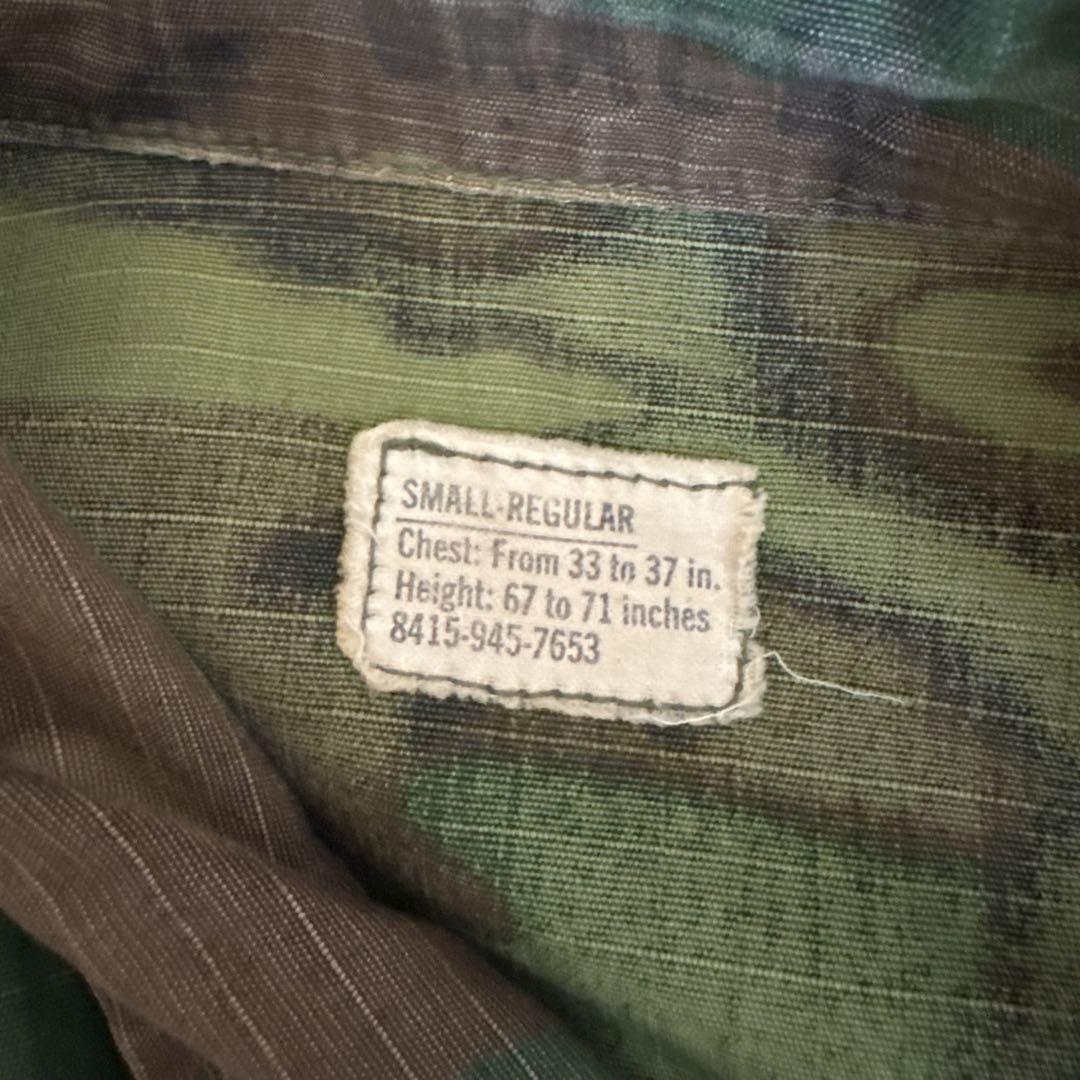 SMALL-REGULAR
Chest: From 33 to 37 in.
Height: 67 to 71 inches
8415-945-7653